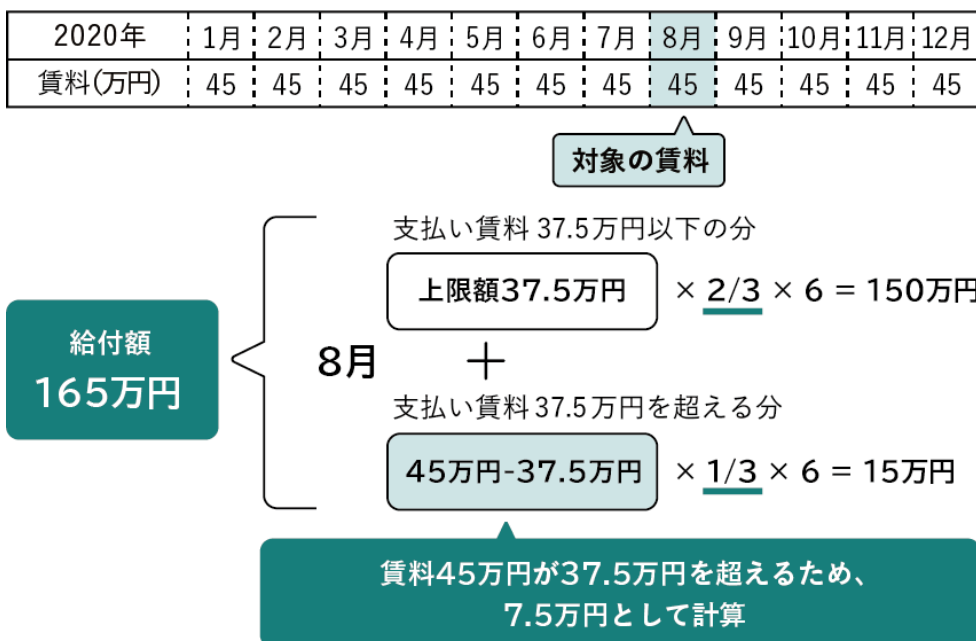 2020年 1月 2月 3月 4月 5月 6月 7月 8月 9月 10月 11月 12月
賃料(万円) 45 45 45 45 45 45 45 45 45 45 45 45
対象の賃料
支払い賃料 37.5万円以下の分
上限額37.5万円 × 2/3 × 6 = 150万円
給付額
165万円
8月 +
支払い賃料 37.5万円を超える分
45万円-37.5万円 × 1/3 × 6 = 15万円
賃料45万円が37.5万円を超えるため、
7.5万円として計算